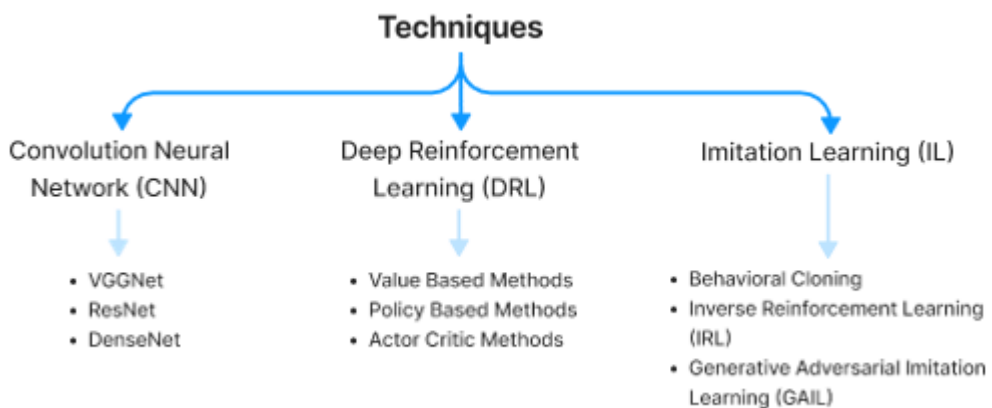 Techniques
Convolution Neural
Network (CNN)
• VGGNet
• ResNet
• DenseNet
Deep Reinforcement
Learning (DRL)
• Value Based Methods
• Policy Based Methods
• Actor Critic Methods
Imitation Learning (IL)
• Behavioral Cloning
• Inverse Reinforcement Learning
(IRL)
• Generative Adversarial Imitation
Learning (GAIL)